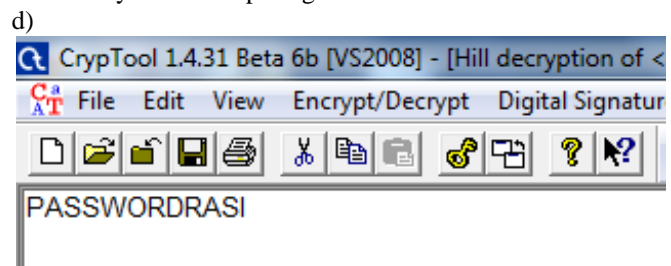 d)
CrypTool 1.4.31 Beta 6b [VS2008] - [Hill decryption of <
File Edit View Encrypt/Decrypt Digital Signatur
PASSWORDRASI